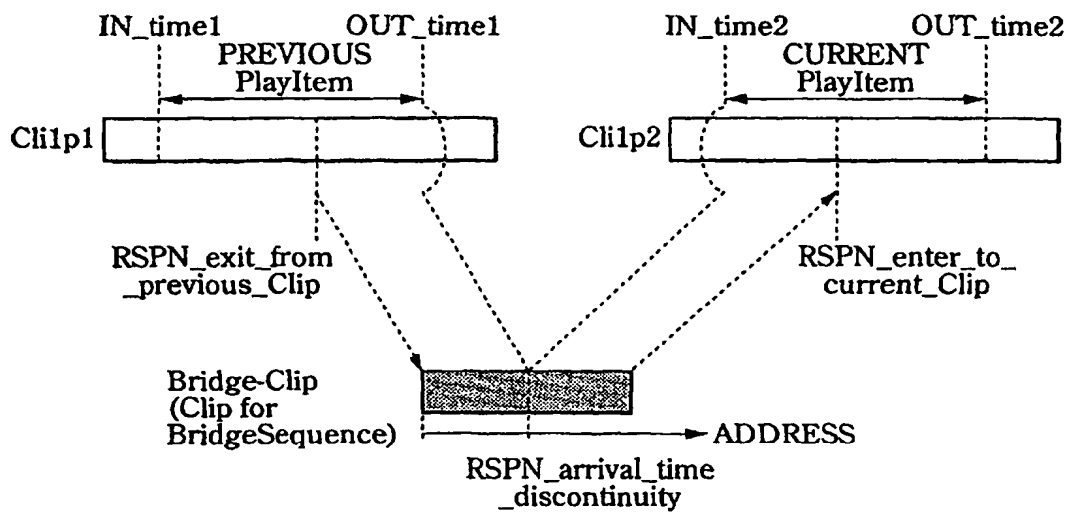 IN_time1
OUT_time1
IN_time2
OUT_time2
PREVIOUS
PlayItem
CURRENT
PlayItem
Cli1p1
Cli1p2
RSPN_exit_from
_previous_Clip
RSPN_enter_to_
current_Clip
Bridge-Clip
(Clip for
BridgeSequence)
ADDRESS
RSPN_arrival_time
_discontinuity